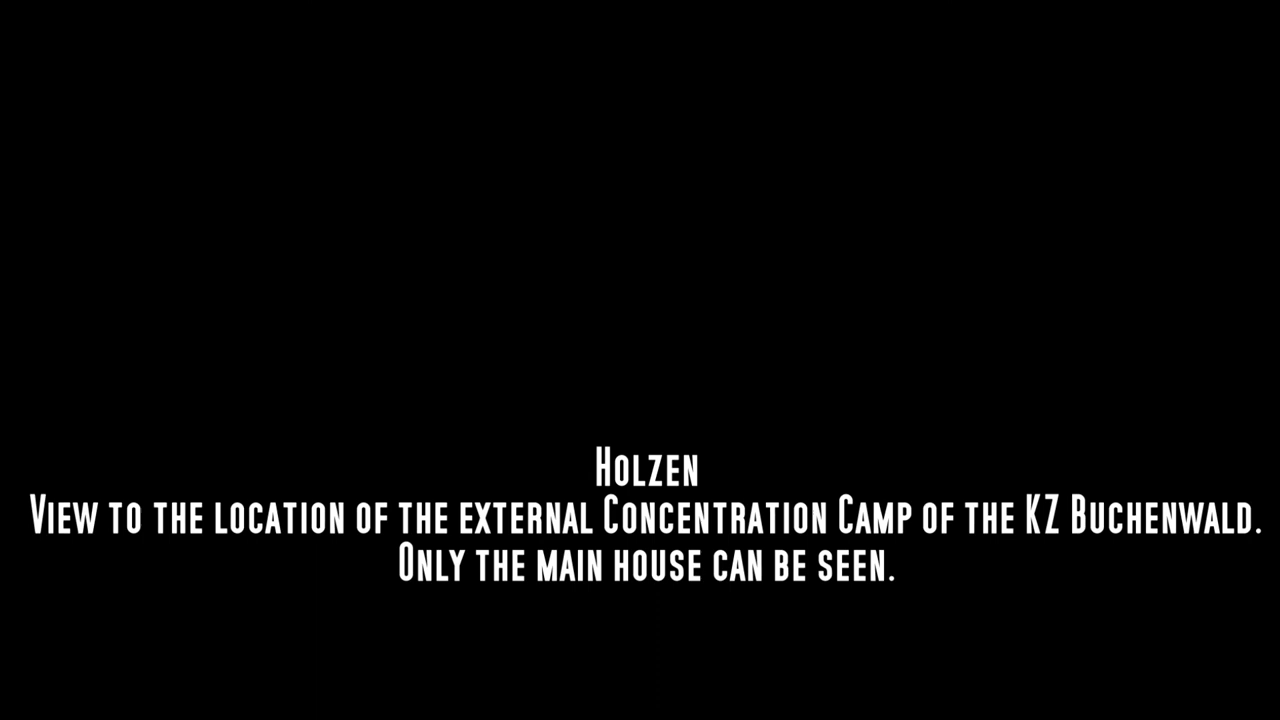 Holzen
View to the location of the external Concentration Camp of the KZ Buchenwald.
Only the main house can be seen.